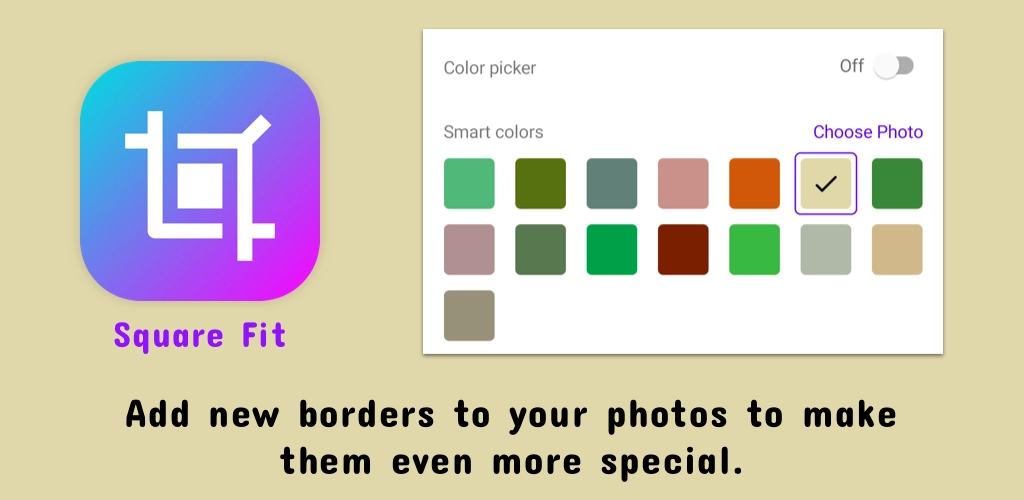 Color picker
Off
Smart colors
Choose Photo
Square Fit
Add new borders to your photos to make
them even more special.